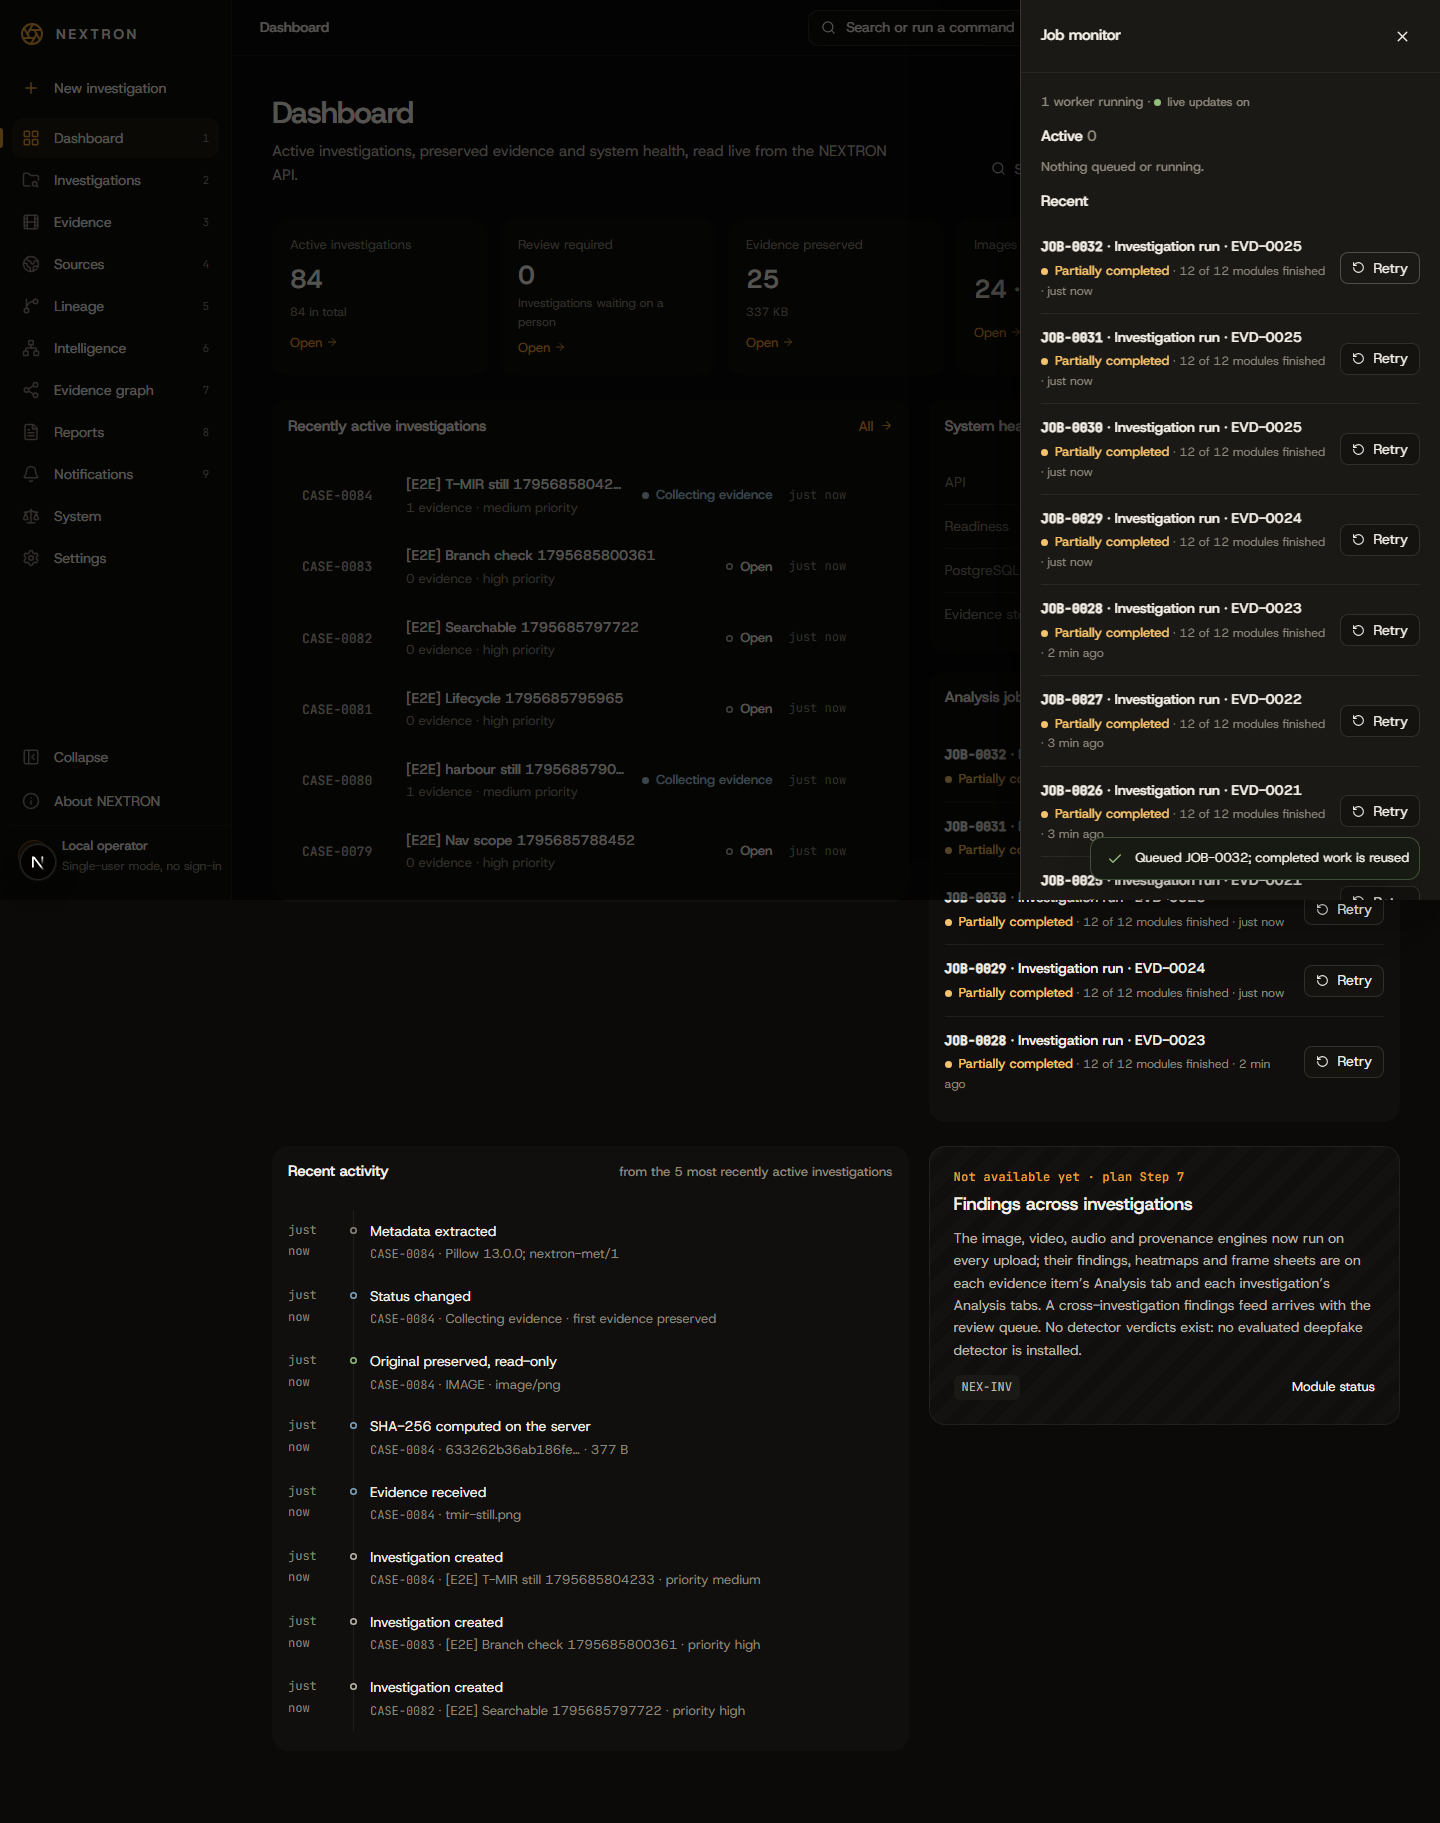 NEXTRON
New investigation
Dashboard 1
Investigations 2
Evidence 3
Sources 4
Lineage 5
Intelligence 6
Evidence graph 7
Reports 8
Notifications 9
System
Settings
Collapse
About NEXTRON
Local operator
Single-user mode, no sign-in
Dashboard
Search or run a command
Dashboard
Active investigations, preserved evidence and system health, read live from the NEXTRON
API.
Active investigations
84
84 in total
Open →
Review required
0
Investigations waiting on a
person
Open →
Evidence preserved
25
337 KB
Open →
Images
24 ·
Open →
Recently active investigations
All →
CASE-0084
[E2E] T-MIR still 17956858042…
1 evidence · medium priority
Collecting evidence
just now
CASE-0083
[E2E] Branch check 1795685800361
0 evidence · high priority
Open
just now
CASE-0082
[E2E] Searchable 1795685797722
0 evidence · high priority
Open
just now
CASE-0081
[E2E] Lifecycle 1795685795965
0 evidence · high priority
Open
just now
CASE-0080
[E2E] harbour still 1795685790…
1 evidence · medium priority
Collecting evidence
just now
CASE-0079
[E2E] Nav scope 1795685788452
0 evidence · high priority
Open
just now
System hea
API
Readiness
PostgreSQL
Evidence sto
Analysis job
JOB-0032 ·
Partially co
JOB-0031 ·
Partially co
JOB-0030 · Investigation run ·
Partially completed · 12 of 12 modules finished · just now
Retry
JOB-0029 · Investigation run · EVD-0024
Partially completed · 12 of 12 modules finished · just now
Retry
JOB-0028 · Investigation run · EVD-0023
Partially completed · 12 of 12 modules finished · 2 min
ago
Retry
Job monitor
1 worker running · live updates on
Active 0
Nothing queued or running.
Recent
JOB-0032 · Investigation run · EVD-0025
Partially completed · 12 of 12 modules finished
· just now
Retry
JOB-0031 · Investigation run · EVD-0025
Partially completed · 12 of 12 modules finished
· just now
Retry
JOB-0030 · Investigation run · EVD-0025
Partially completed · 12 of 12 modules finished
· just now
Retry
JOB-0029 · Investigation run · EVD-0024
Partially completed · 12 of 12 modules finished
· just now
Retry
JOB-0028 · Investigation run · EVD-0023
Partially completed · 12 of 12 modules finished
· 2 min ago
Retry
JOB-0027 · Investigation run · EVD-0022
Partially completed · 12 of 12 modules finished
· 3 min ago
Retry
JOB-0026 · Investigation run · EVD-0021
Partially completed · 12 of 12 modules finished
· 3 min ago
Retry
Queued JOB-0032; completed work is reused
JOB-0025 · Investigation run · EVD-0021
Recent activity
from the 5 most recently active investigations
just
now
Metadata extracted
CASE-0084 · Pillow 13.0.0; nextron-met/1
just
now
Status changed
CASE-0084 · Collecting evidence · first evidence preserved
just
now
Original preserved, read-only
CASE-0084 · IMAGE · image/png
just
now
SHA-256 computed on the server
CASE-0084 · 633262b36ab186fe… · 377 B
just
now
Evidence received
CASE-0084 · tmir-still.png
just
now
Investigation created
CASE-0084 · [E2E] T-MIR still 1795685804233 · priority medium
just
now
Investigation created
CASE-0083 · [E2E] Branch check 1795685800361 · priority high
just
now
Investigation created
CASE-0082 · [E2E] Searchable 1795685797722 · priority high
Not available yet · plan Step 7
Findings across investigations
The image, video, audio and provenance engines now run on
every upload; their findings, heatmaps and frame sheets are on
each evidence item's Analysis tab and each investigation's
Analysis tabs. A cross-investigation findings feed arrives with the
review queue. No detector verdicts exist: no evaluated deepfake
detector is installed.
NEX-INV
Module status